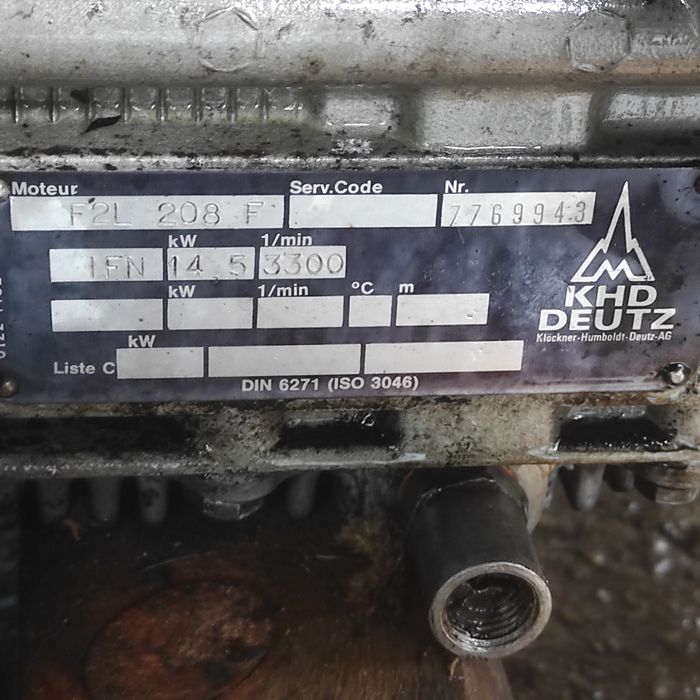 Moteur Serv.Code Nr.
F2L 208 F 7769943
kW 1/min
IFN 14,5 3300
kW 1/min °C m
kW
Liste C
DIN 6271 (ISO 3046)
KHD
DEUTZ
Klöckner-Humboldt-Deutz-AG